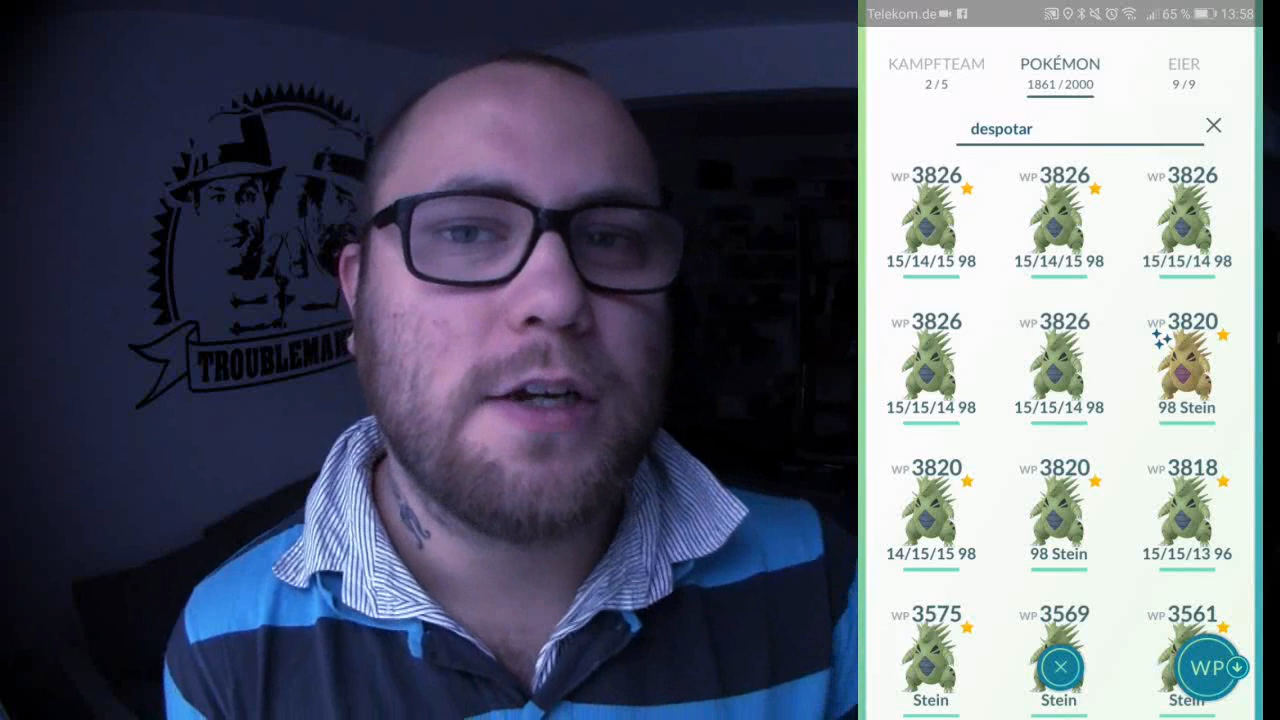 TROUBLEMA
Telekom.de 65 % 13:58
KAMPFTEAM POKÉMON EIER
2 / 5 1861 / 2000 9 / 9
despotar
WP 3826 WP 3826 WP 3826
15/14/15 98 15/14/15 98 15/15/14 98
WP 3826 WP 3826 WP 3820
15/15/14 98 15/15/14 98 98 Stein
WP 3820 WP 3820 WP 3818
14/15/15 98 98 Stein 15/15/13 96
WP 3575 WP 3569 WP 3561
WP
Stein Stein Stein